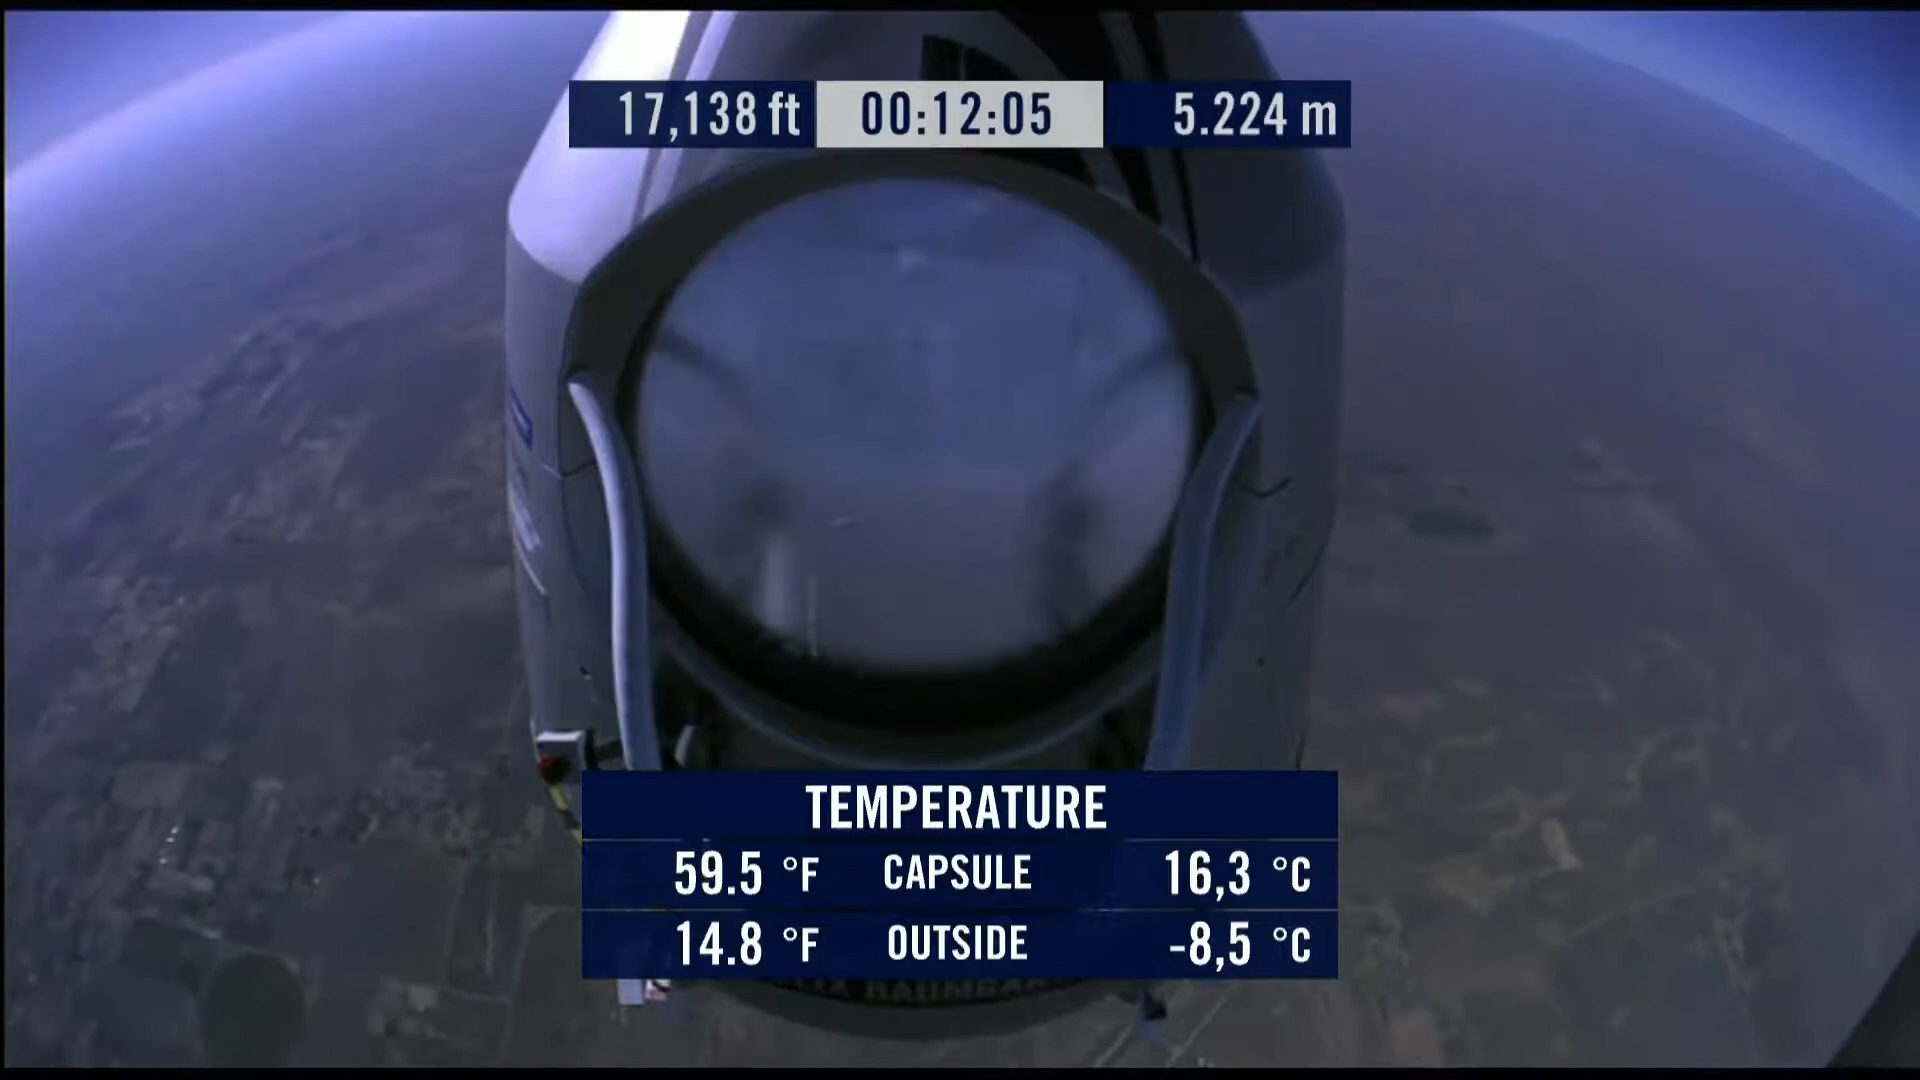 17,138 ft 00:12:05 5.224 m
TEMPERATURE
59.5 °F CAPSULE 16,3 °C
14.8 °F OUTSIDE -8,5 °C
BAUMGAR